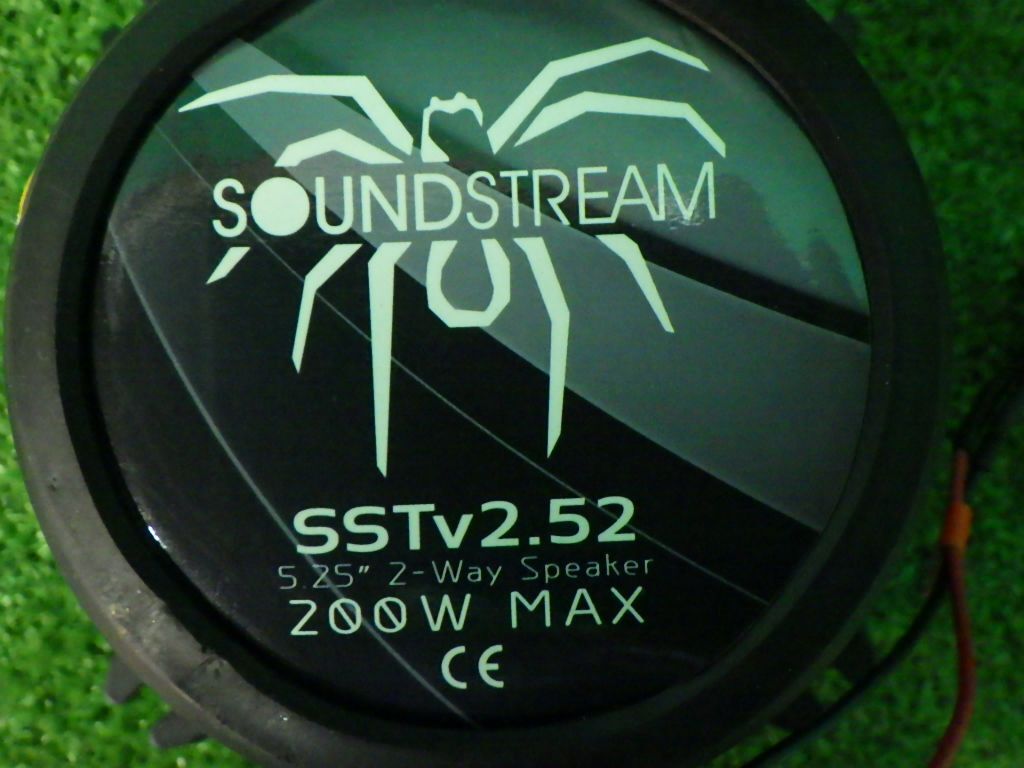 SOUNDSTREAM
SSTv2.52
5.25" 2-Way Speaker
200W MAX
CE